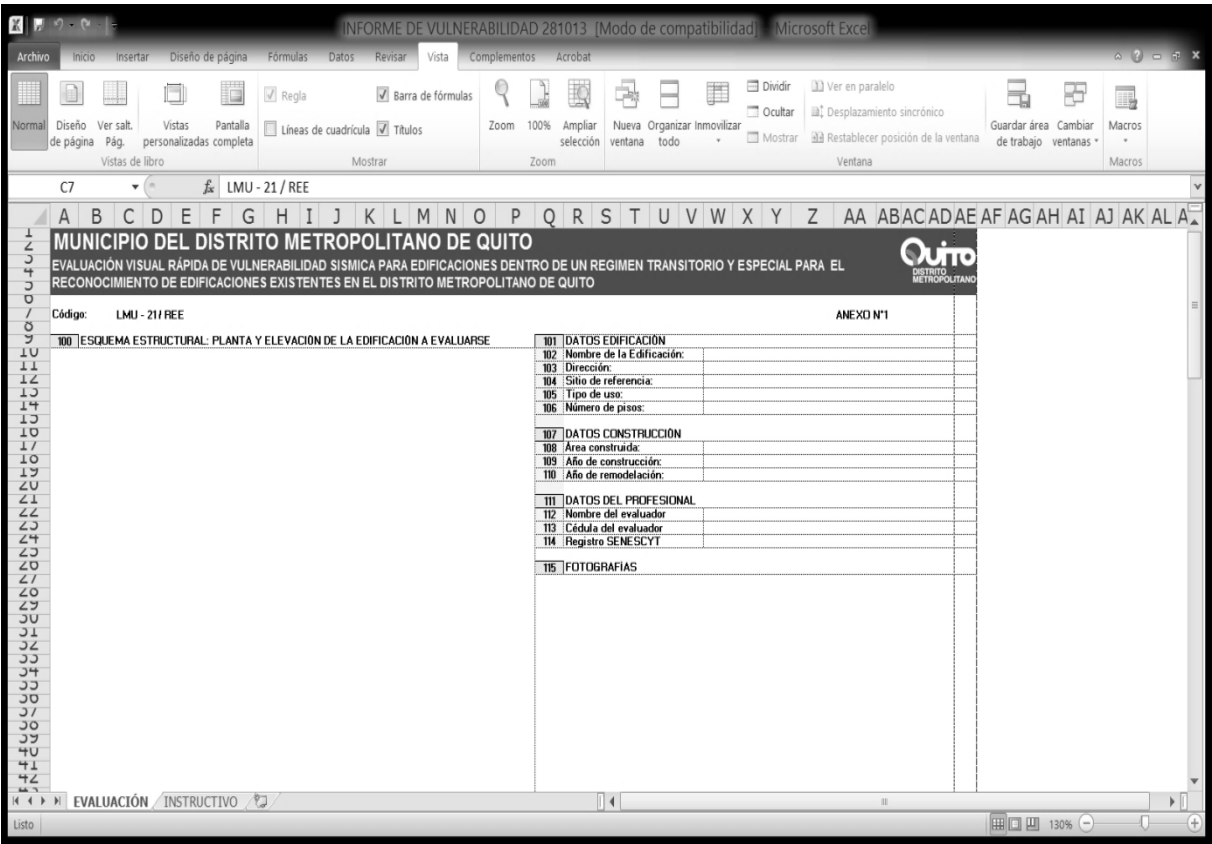 INFORME DE VULNERABILIDAD 281013 [Modo de compatibilidad] Microsoft Excel
Archivo Inicio Insertar Diseño de página Fórmulas Datos Revisar Vista Complementos Acrobat
Normal Diseño de página Ver salt. Pág. Vistas personalizadas Pantalla completa
Vistas de libro
Regla Barra de fórmulas
Líneas de cuadrícula Títulos
Mostrar
Zoom 100% Ampliar selección
Zoom
Nueva ventana Organizar todo Inmovilizar
Dividir Ver en paralelo
Ocultar Desplazamiento sincrónico
Mostrar Restablecer posición de la ventana
Guardar área de trabajo Cambiar ventanas
Ventana
Macros
Macros
C7 fx LMU - 21 / REE
A B C D E F G H I J K L M N O P Q R S T U V W X Y Z AA AB AC AD AE AF AG AH AI AJ AK AL
MUNICIPIO DEL DISTRITO METROPOLITANO DE QUITO
EVALUACIÓN VISUAL RÁPIDA DE VULNERABILIDAD SISMICA PARA EDIFICACIONES DENTRO DE UN REGIMEN TRANSITORIO Y ESPECIAL PARA EL
RECONOCIMIENTO DE EDIFICACIONES EXISTENTES EN EL DISTRITO METROPOLITANO DE QUITO
QUITO
DISTRITO
METROPOLITANO
Código: LMU - 21 / REE ANEXO N°1
100 ESQUEMA ESTRUCTURAL: PLANTA Y ELEVACIÓN DE LA EDIFICACIÓN A EVALUARSE
101 DATOS EDIFICACIÓN
102 Nombre de la Edificación:
103 Dirección:
104 Sitio de referencia:
105 Tipo de uso:
106 Número de pisos:
107 DATOS CONSTRUCCIÓN
108 Área construida:
109 Año de construcción:
110 Año de remodelación:
111 DATOS DEL PROFESIONAL
112 Nombre del evaluador
113 Cédula del evaluador
114 Registro SENESCYT
115 FOTOGRAFÍAS
EVALUACIÓN INSTRUCTIVO
Listo 130%